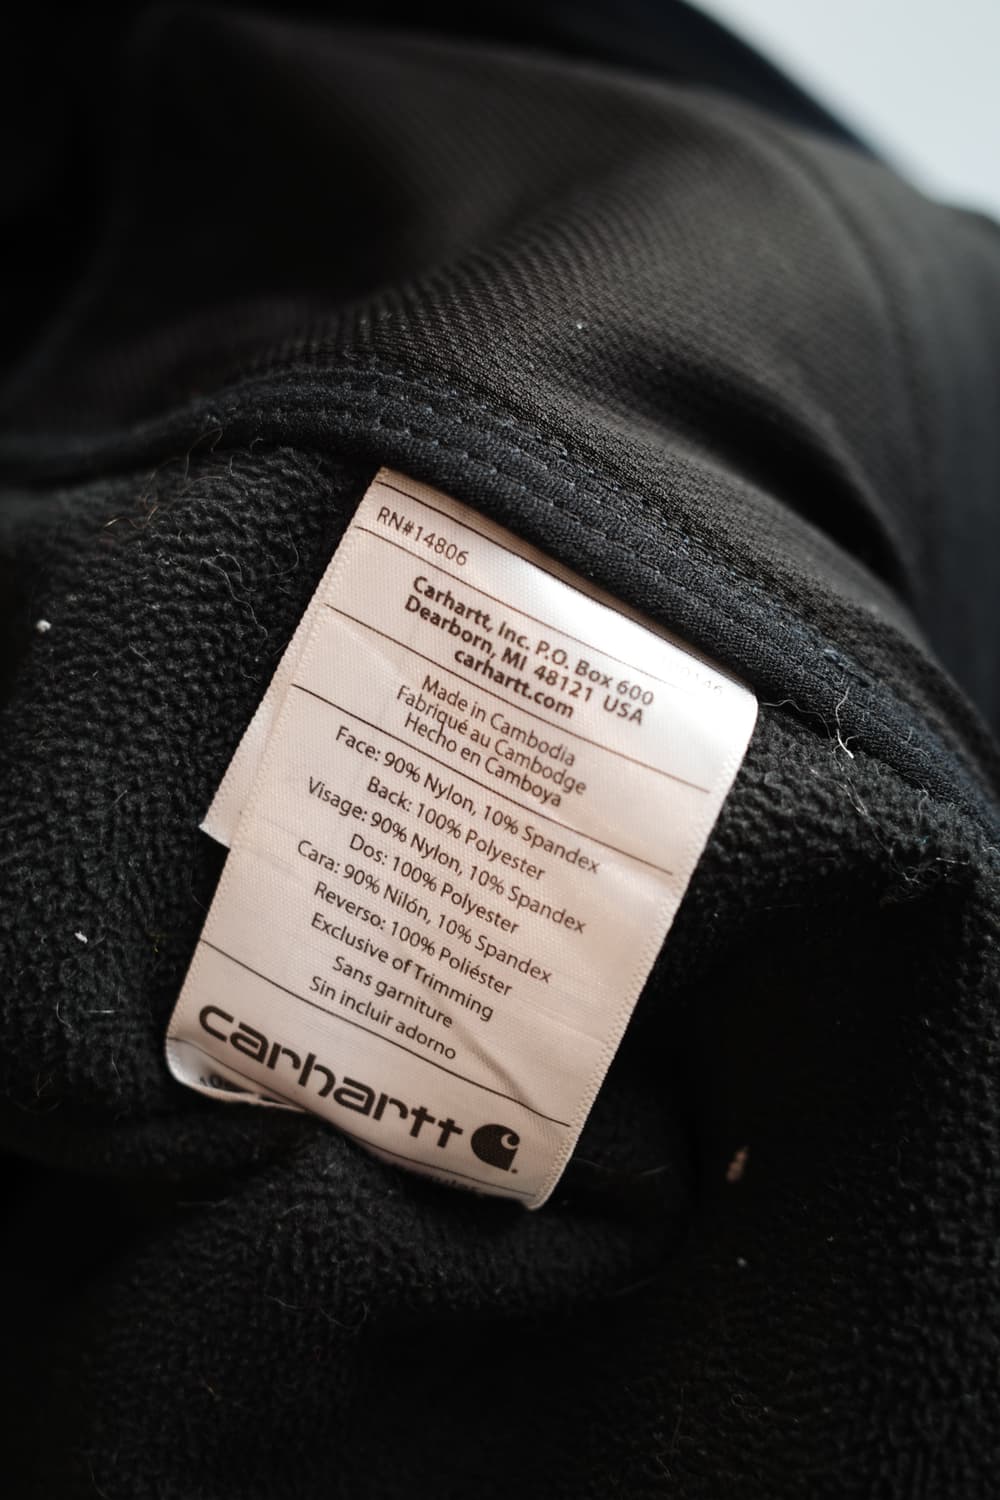 RN#14806
Carhartt, Inc. P.O. Box 600
Dearborn, MI 48121 USA
carhartt.com
Made in Cambodia
Fabriqué au Cambodge
Hecho en Camboya
Face: 90% Nylon, 10% Spandex
Back: 100% Polyester
Visage: 90% Nylon, 10% Spandex
Dos: 100% Polyester
Cara: 90% Nilón, 10% Spandex
Reverso: 100% Poliéster
Exclusive of Trimming
Sans garniture
Sin incluir adorno
carhartt